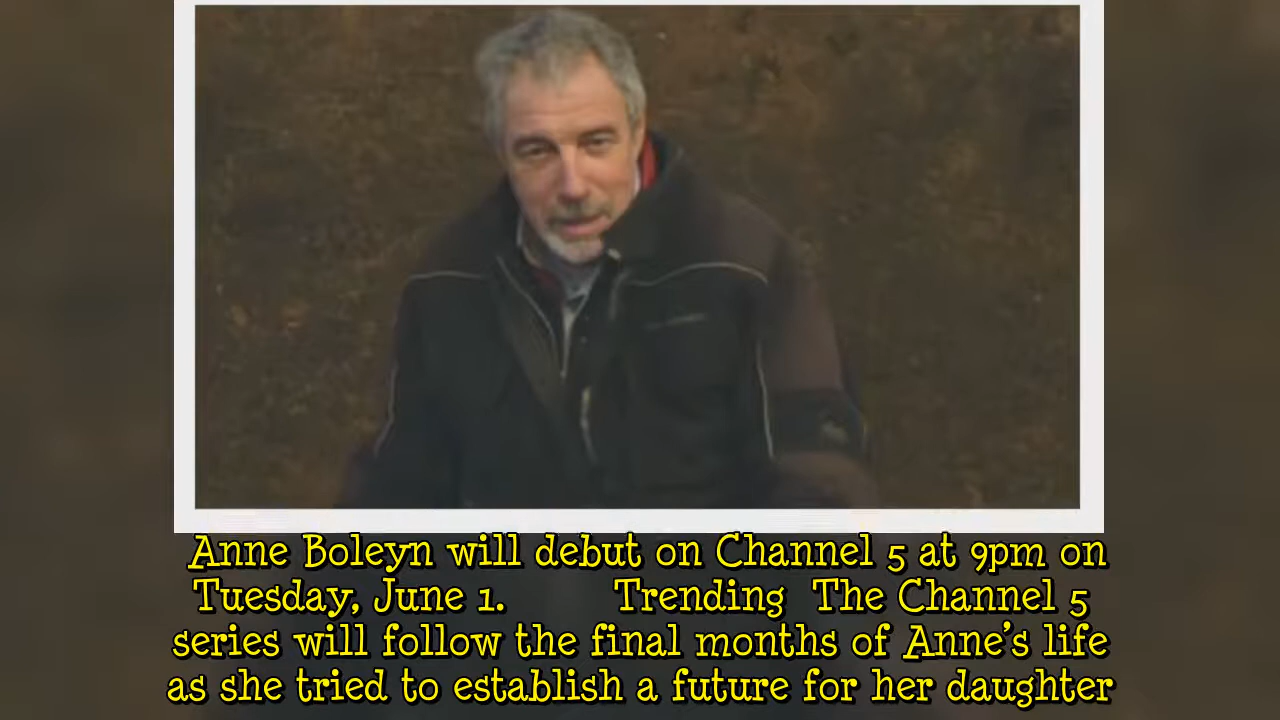 Anne Boleyn will debut on Channel 5 at 9pm on
Tuesday, June 1. Trending The Channel 5
series will follow the final months of Anne's life
as she tried to establish a future for her daughter